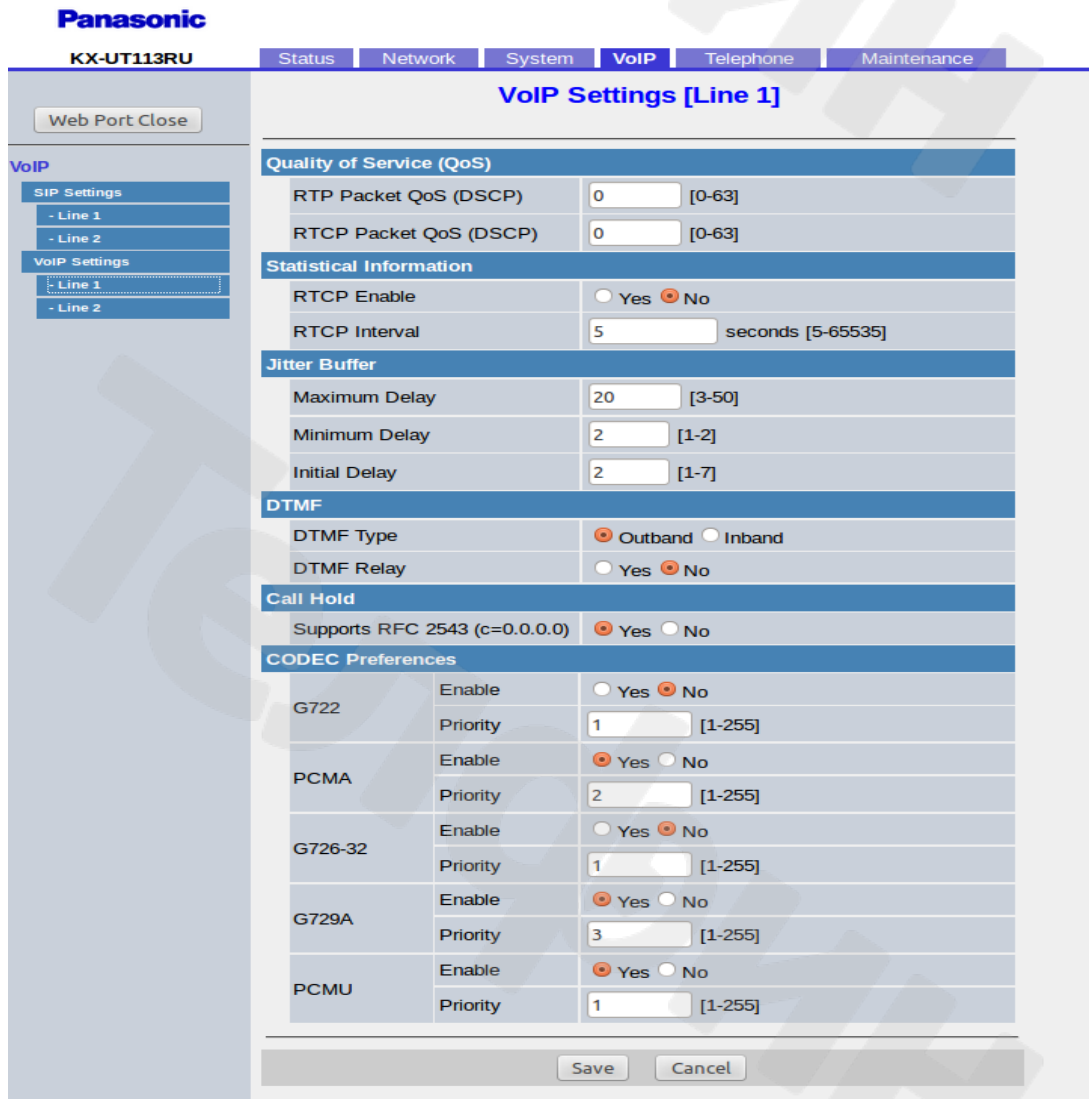 Panasonic
KX-UT113RU
Status Network System VoIP Telephone Maintenance
Web Port Close
VoIP
SIP Settings
- Line 1
- Line 2
VoIP Settings
- Line 1
- Line 2
VoIP Settings [Line 1]
Quality of Service (QoS)
RTP Packet QoS (DSCP) 0 [0-63]
RTCP Packet QoS (DSCP) 0 [0-63]
Statistical Information
RTCP Enable Yes No
RTCP Interval 5 seconds [5-65535]
Jitter Buffer
Maximum Delay 20 [3-50]
Minimum Delay 2 [1-2]
Initial Delay 2 [1-7]
DTMF
DTMF Type Outband Inband
DTMF Relay Yes No
Call Hold
Supports RFC 2543 (c=0.0.0.0) Yes No
CODEC Preferences
G722
Enable Yes No
Priority 1 [1-255]
PCMA
Enable Yes No
Priority 2 [1-255]
G726-32
Enable Yes No
Priority 1 [1-255]
G729A
Enable Yes No
Priority 3 [1-255]
PCMU
Enable Yes No
Priority 1 [1-255]
Save Cancel